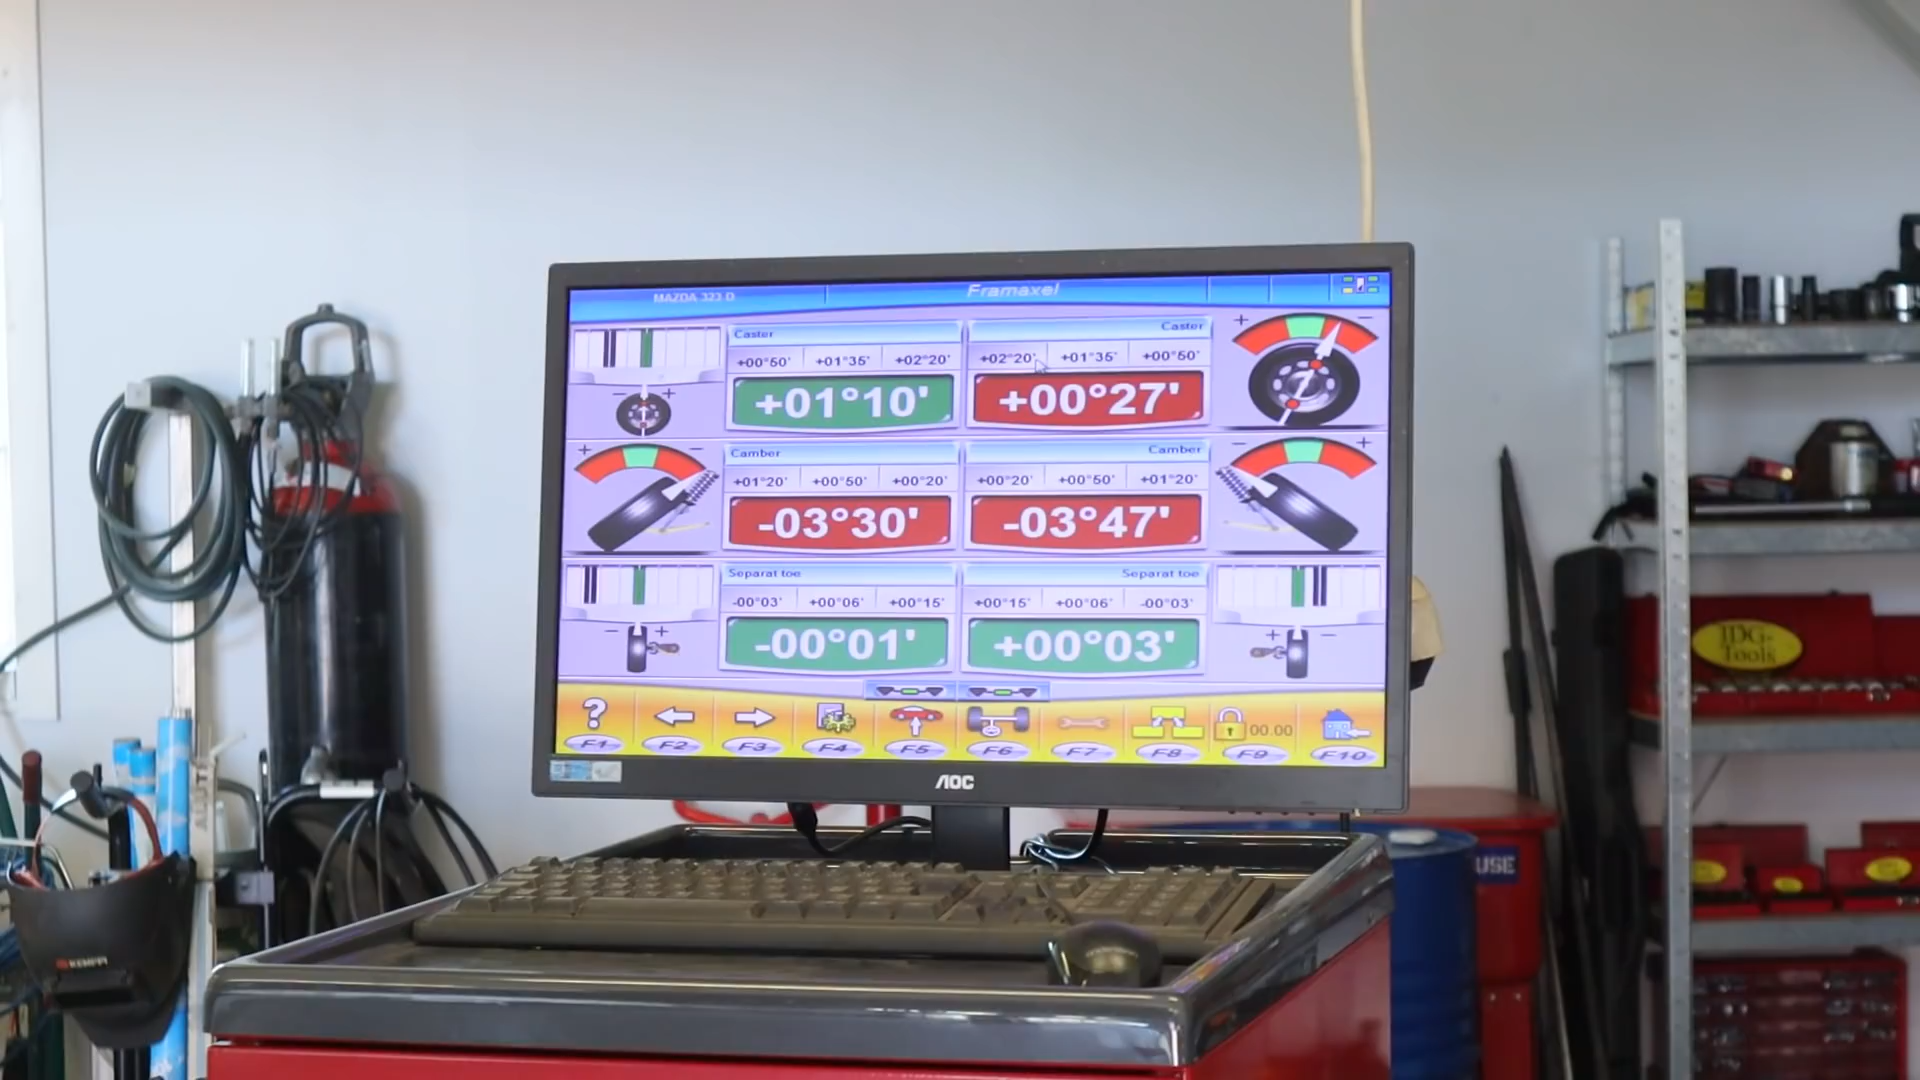 MAZDA 323 D
Framaxel
Caster
Caster
+00°50' +01°35' +02°20'
+02°20' +01°35' +00°50'
+01°10'
+00°27'
Camber
Camber
+01°20' +00°50' +00°20'
+00°20' +00°50' +01°20'
-03°30'
-03°47'
Separat toe
Separat toe
-00°03' +00°06' +00°15'
+00°15' +00°06' -00°03'
-00°01'
+00°03'
00.00
F1 F2 F3 F4 F5 F6 F7 F8 F9 F10
AOC
JDG-
Tools
USE
KEMPPI